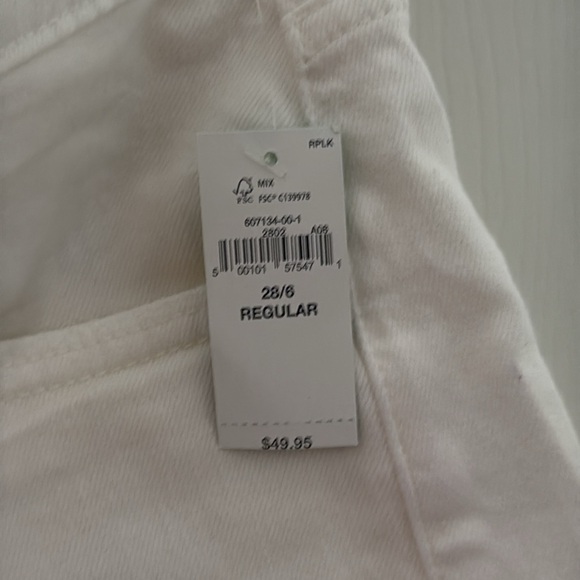 RPLK
MIX
FSC FSC® C139978
607134-00-1
2802 A08
5 00101 57547 1
28/6
REGULAR
$49.95